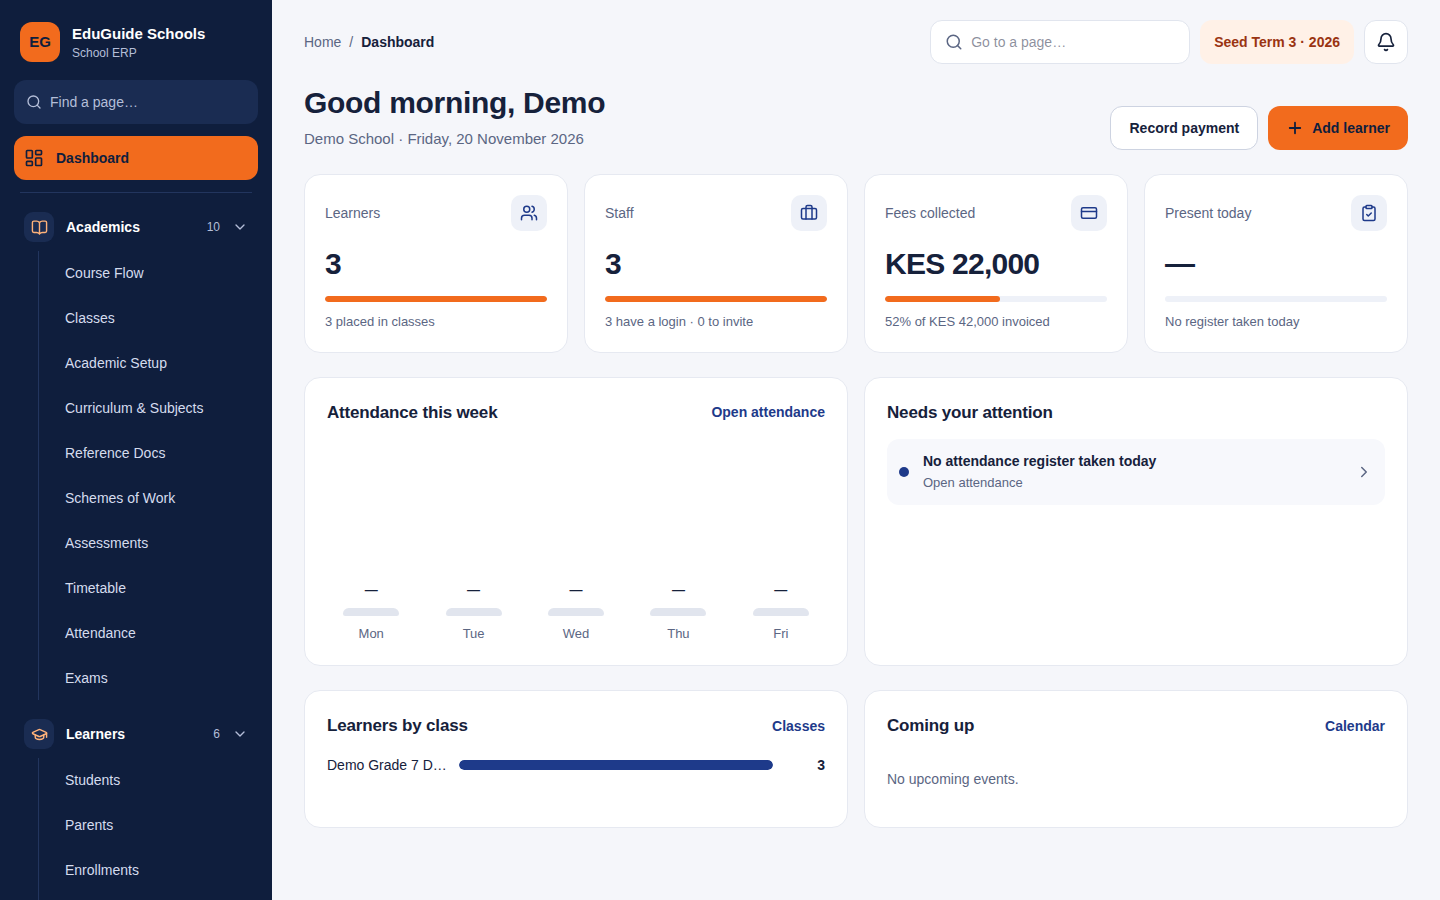 EG
EduGuide Schools
School ERP
Find a page…
Dashboard
Academics 10
Course Flow
Classes
Academic Setup
Curriculum & Subjects
Reference Docs
Schemes of Work
Assessments
Timetable
Attendance
Exams
Learners 6
Students
Parents
Enrollments
Home / Dashboard
Go to a page…
Seed Term 3 · 2026
Good morning, Demo
Demo School · Friday, 20 November 2026
Record payment
Add learner
Learners
3
3 placed in classes
Staff
3
3 have a login · 0 to invite
Fees collected
KES 22,000
52% of KES 42,000 invoiced
Present today
—
No register taken today
Attendance this week
Open attendance
— — — — —
Mon Tue Wed Thu Fri
Needs your attention
No attendance register taken today
Open attendance
Learners by class
Classes
Demo Grade 7 D… 3
Coming up
Calendar
No upcoming events.